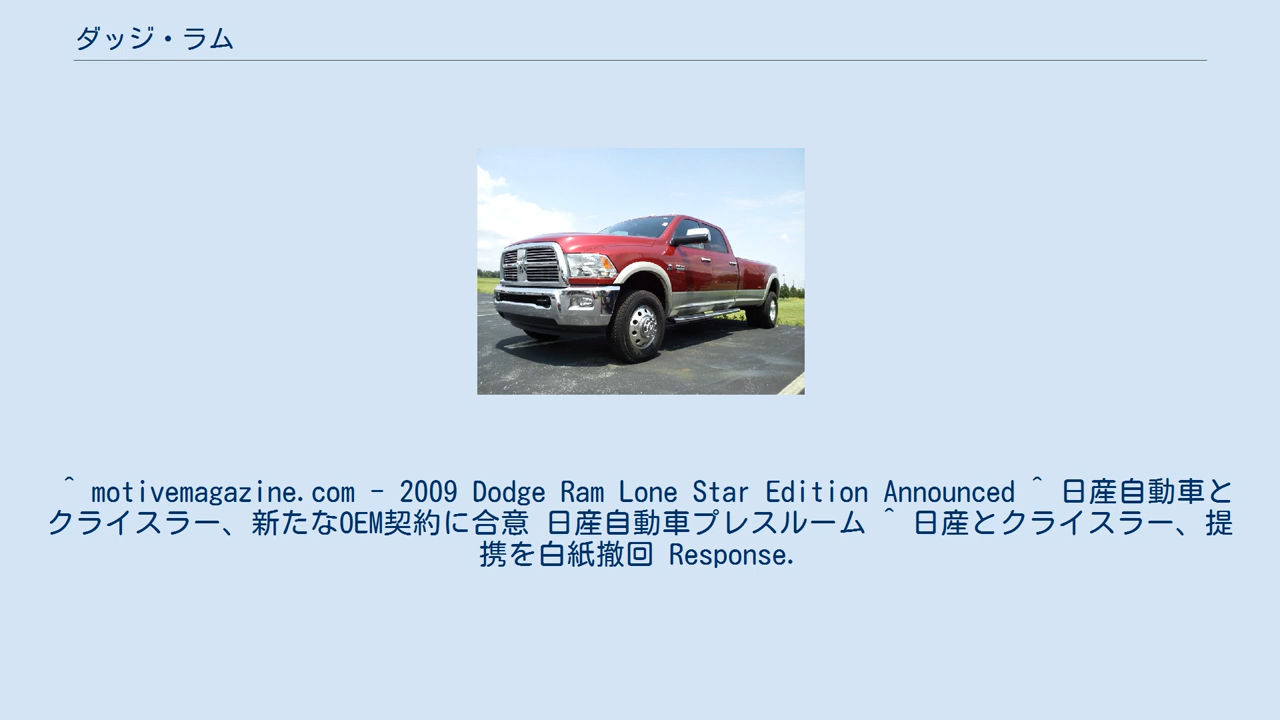 ダッジ・ラム
^ motivemagazine.com - 2009 Dodge Ram Lone Star Edition Announced ^ 日産自動車と
クライスラー、新たなOEM契約に合意 日産自動車プレスルーム ^ 日産とクライスラー、提
携を白紙撤回 Response.